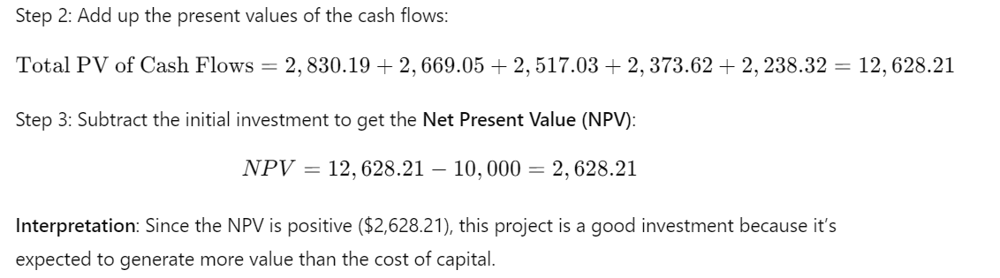 Step 2: Add up the present values of the cash flows:
Total PV of Cash Flows = 2,830.19 + 2,669.05 + 2,517.03 + 2,373.62 + 2,238.32 = 12,628.21
Step 3: Subtract the initial investment to get the Net Present Value (NPV):
NPV = 12,628.21 − 10,000 = 2,628.21
Interpretation: Since the NPV is positive ($2,628.21), this project is a good investment because it’s
expected to generate more value than the cost of capital.